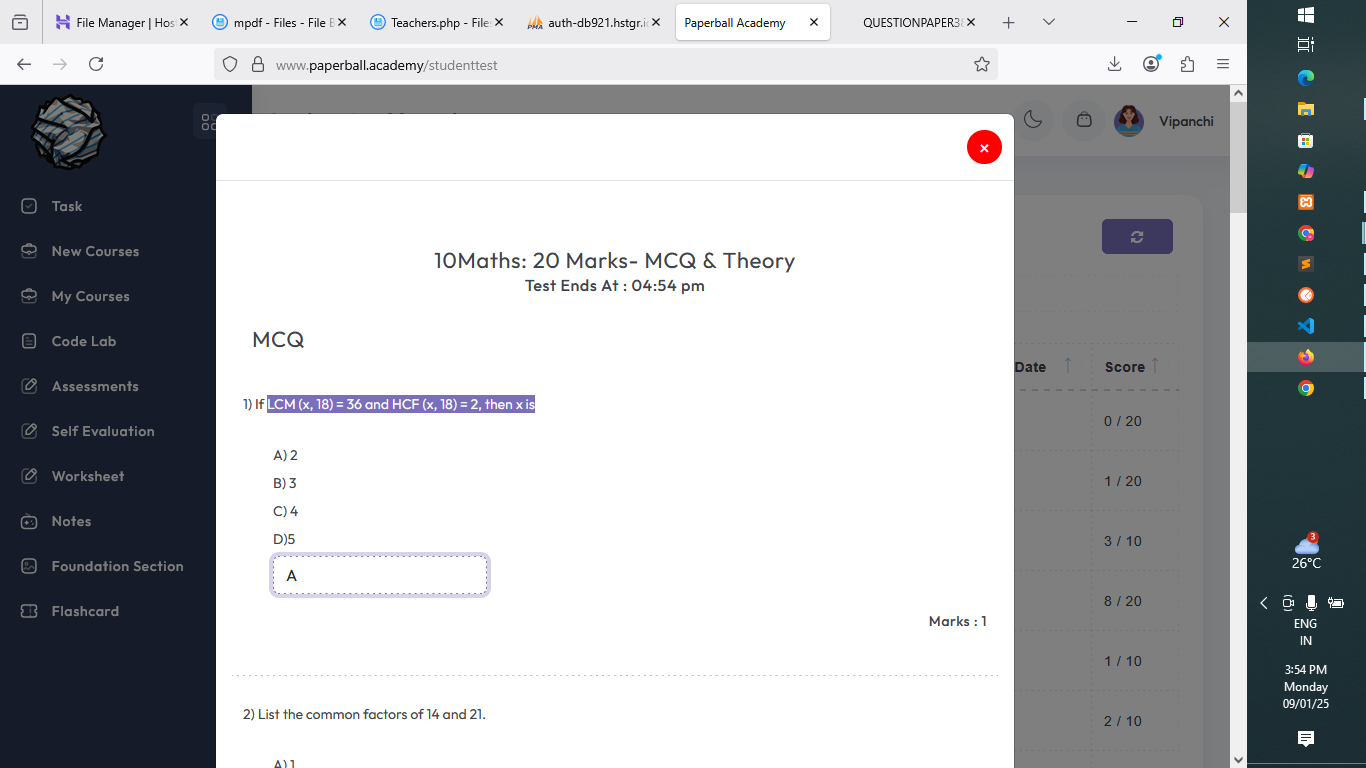 File Manager | Hos
mpdf - Files - File B
Teachers.php - File
auth-db921.hstgr.i
Paperball Academy
QUESTIONPAPER3
www.paperball.academy/studenttest
Vipanchi
Task
New Courses
My Courses
Code Lab
Assessments
Self Evaluation
Worksheet
Notes
Foundation Section
Flashcard
10Maths: 20 Marks- MCQ & Theory
Test Ends At : 04:54 pm
MCQ
1) If LCM (x, 18) = 36 and HCF (x, 18) = 2, then x is
A) 2
B) 3
C) 4
D)5
A
Marks : 1
2) List the common factors of 14 and 21.
A) 1
Date
Score
0 / 20
1 / 20
3 / 10
8 / 20
1 / 10
2 / 10
3
26°C
ENG
IN
3:54 PM
Monday
09/01/25